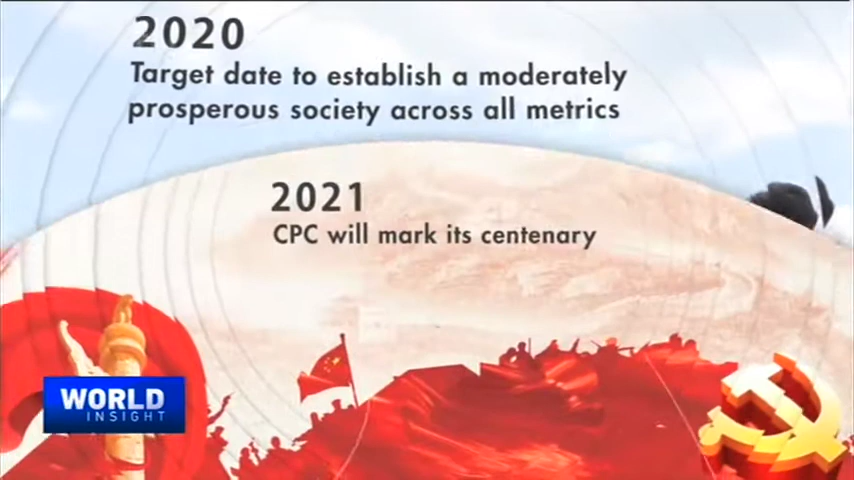 2020
Target date to establish a moderately
prosperous society across all metrics
2021
CPC will mark its centenary
WORLD
INSIGHT